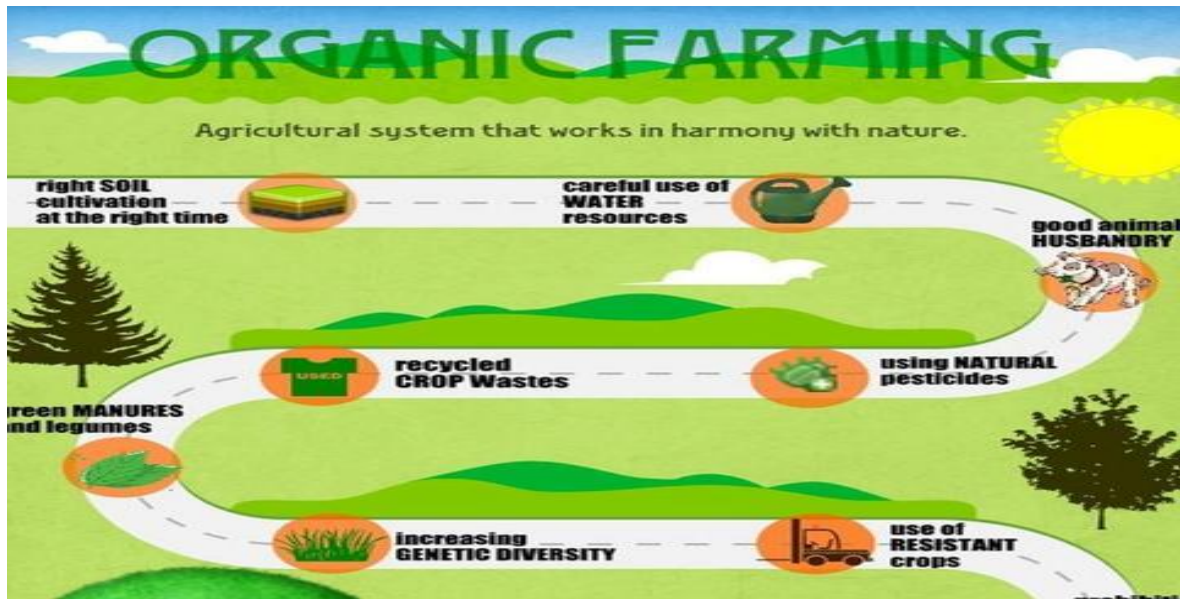 ORGANIC FARMING
Agricultural system that works in harmony with nature.
right SOIL
cultivation
at the right time
careful use of
WATER
resources
good animal
HUSBANDRY
using NATURAL
pesticides
USED
recycled
CROP Wastes
reen MANURES
nd legumes
increasing
GENETIC DIVERSITY
use of
RESISTANT
crops